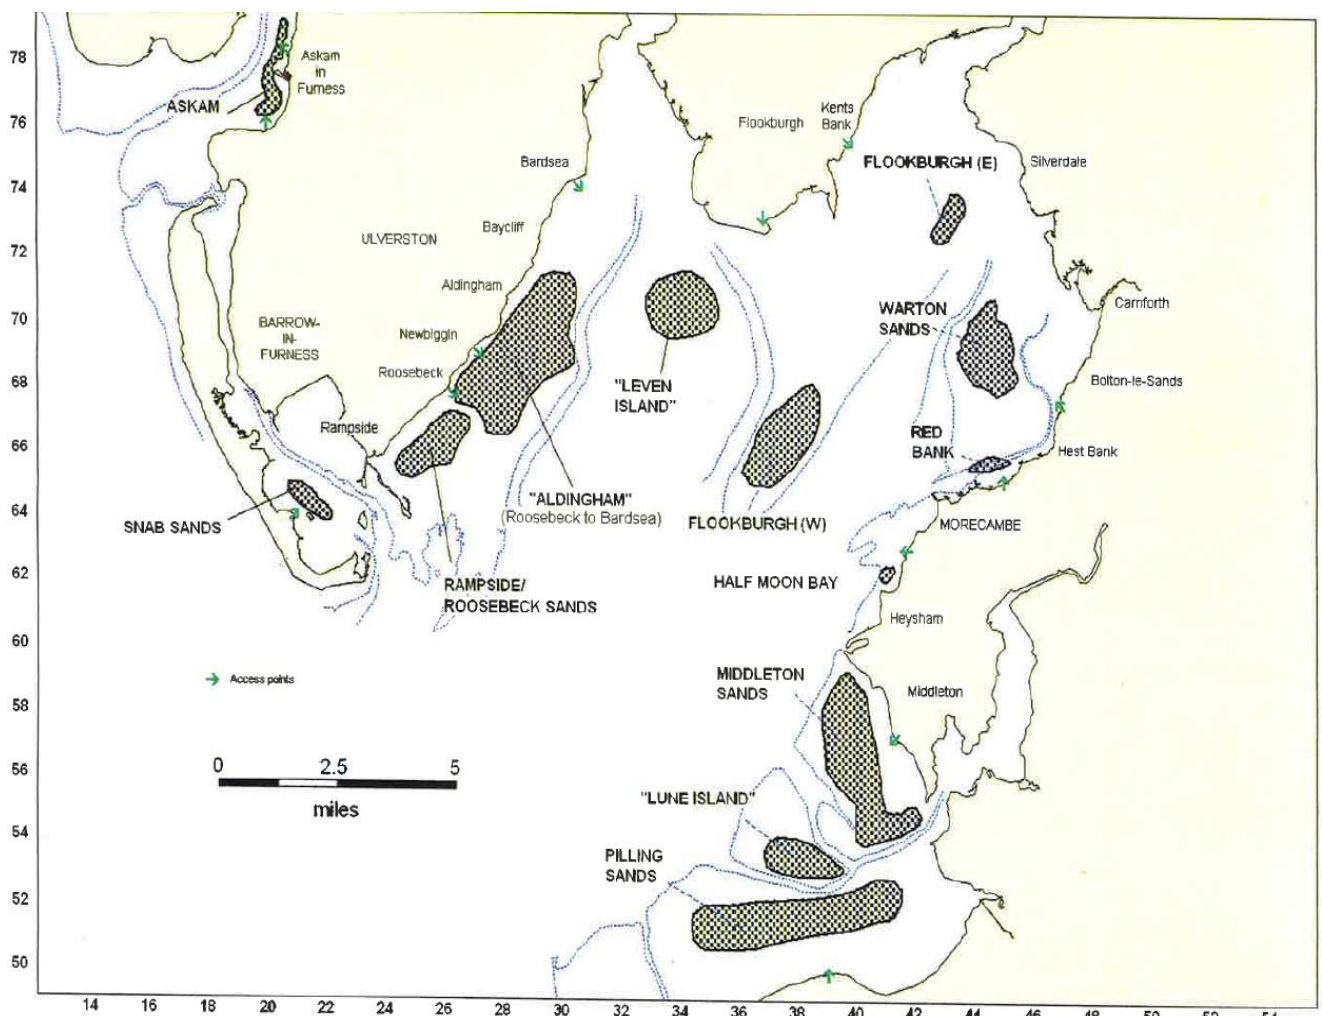 78
Askam
in
Furness
ASKAM
76
Kents
Bank
Flookburgh
Bardsea
FLOOKBURGH (E)
Silverdale
74
Baycliff
ULVERSTON
72
Aldingham
WARTON
SANDS
Carnforth
70
BARROW-
IN-
FURNESS
Newbiggin
Roosebeck
68
"LEVEN
ISLAND"
Bolton-le-Sands
Rampside
RED
BANK
Hest Bank
66
"ALDINGHAM"
(Roosebeck to Bardsea)
SNAB SANDS
FLOOKBURGH (W)
MORECAMBE
64
62
RAMPSIDE/
ROOSEBECK SANDS
HALF MOON BAY
Heysham
60
Access points
MIDDLETON
SANDS
Middleton
58
56
0 2.5 5
miles
"LUNE ISLAND"
54
PILLING
SANDS
52
50
14 16 18 20 22 24 26 28 30 32 34 36 38 40 42 44 46 48 50 52 54